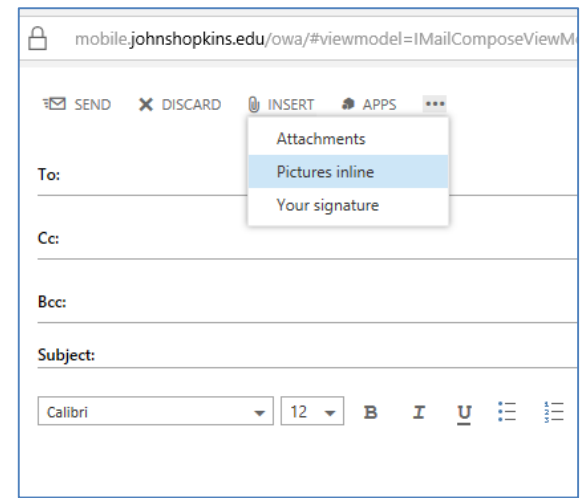 mobile.johnshopkins.edu/owa/#viewmodel=IMailComposeViewM
SEND DISCARD INSERT APPS •••
Attachments
Pictures inline
Your signature
To:
Cc:
Bcc:
Subject:
Calibri 12 B I U